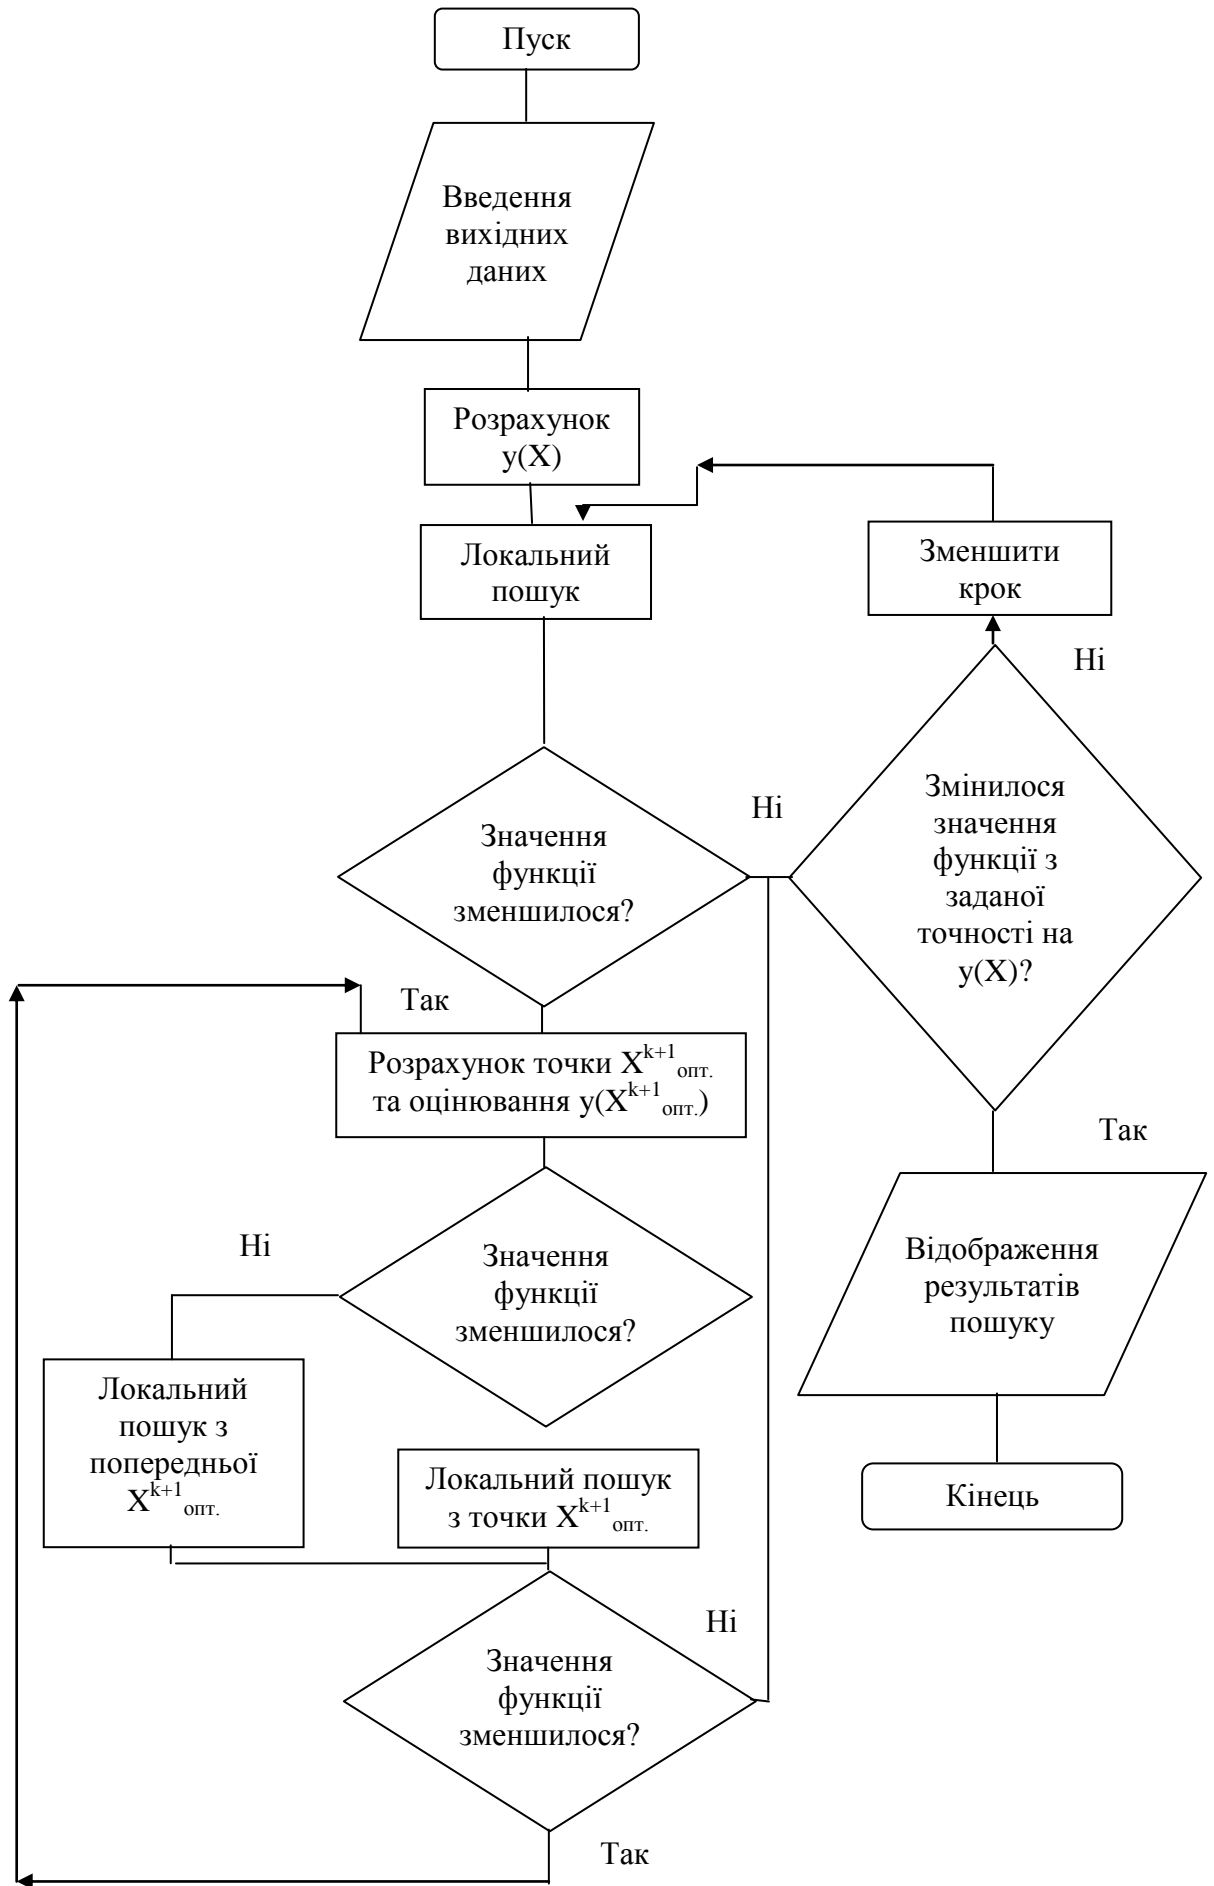 Пуск
Введення
вихідних
даних
Розрахунок
y(X)
Локальний
пошук
Зменшити
крок
Ні
Значення
функції
зменшилося?
Ні
Змінилося
значення
функції з
заданої
точності на
y(X)?
Так
Розрахунок точки X^{k+1}_{опт.}
та оцінювання y(X^{k+1}_{опт.})
Так
Ні
Значення
функції
зменшилося?
Відображення
результатів
пошуку
Локальний
пошук з
попередньої
X^{k+1}_{опт.}
Локальний пошук
з точки X^{k+1}_{опт.}
Кінець
Ні
Значення
функції
зменшилося?
Так